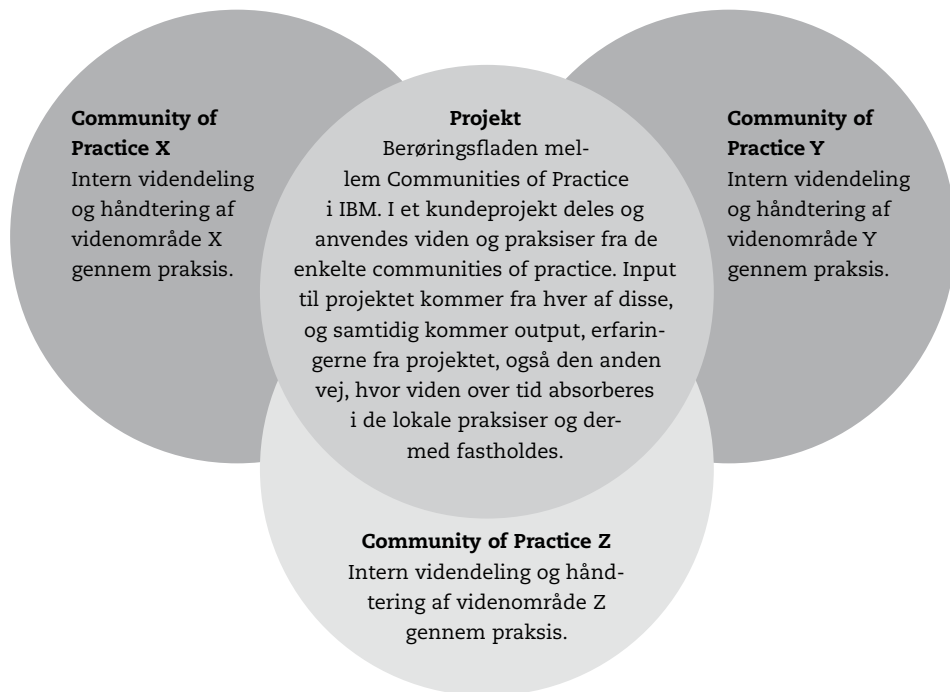 Community of
Practice X
Intern videndeling
og håndtering af
videnområde X
gennem praksis.
Projekt
Berøringsfladen mel-
lem Communities of Practice
i IBM. I et kundeprojekt deles og
anvendes viden og praksiser fra de
enkelte communities of practice. Input
til projektet kommer fra hver af disse,
og samtidig kommer output, erfarin-
gerne fra projektet, også den anden
vej, hvor viden over tid absorberes
i de lokale praksiser og der-
med fastholdes.
Community of
Practice Y
Intern videndeling
og håndtering af
videnområde Y
gennem praksis.
Community of Practice Z
Intern videndeling og hånd-
tering af videnområde Z
gennem praksis.